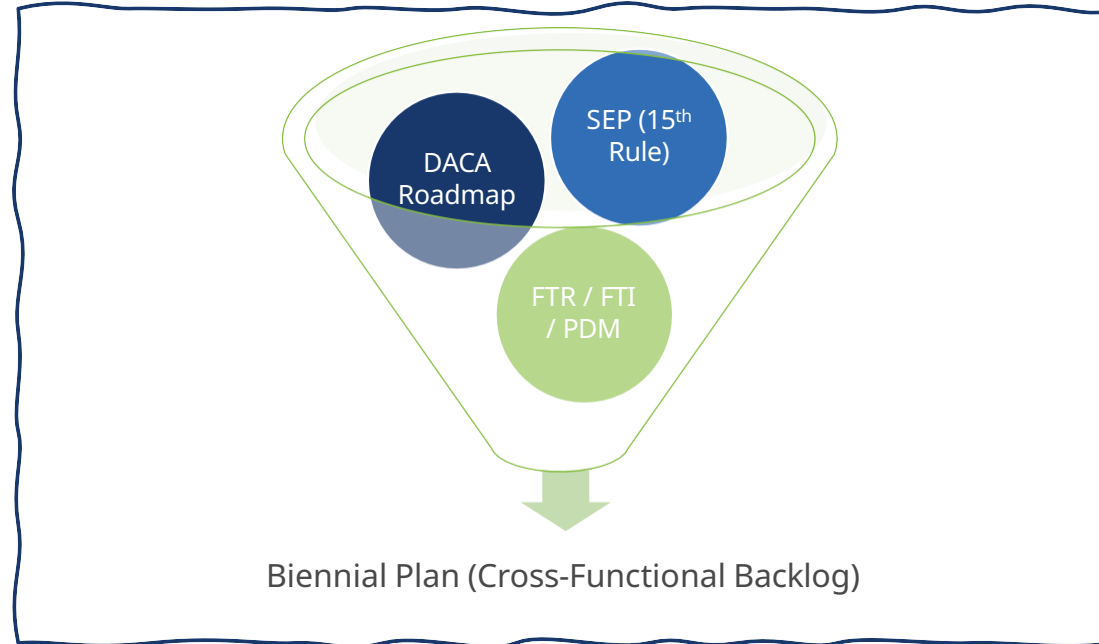 SEP (15th
Rule)
DACA
Roadmap
FTR / FTI
/ PDM
Biennial Plan (Cross-Functional Backlog)